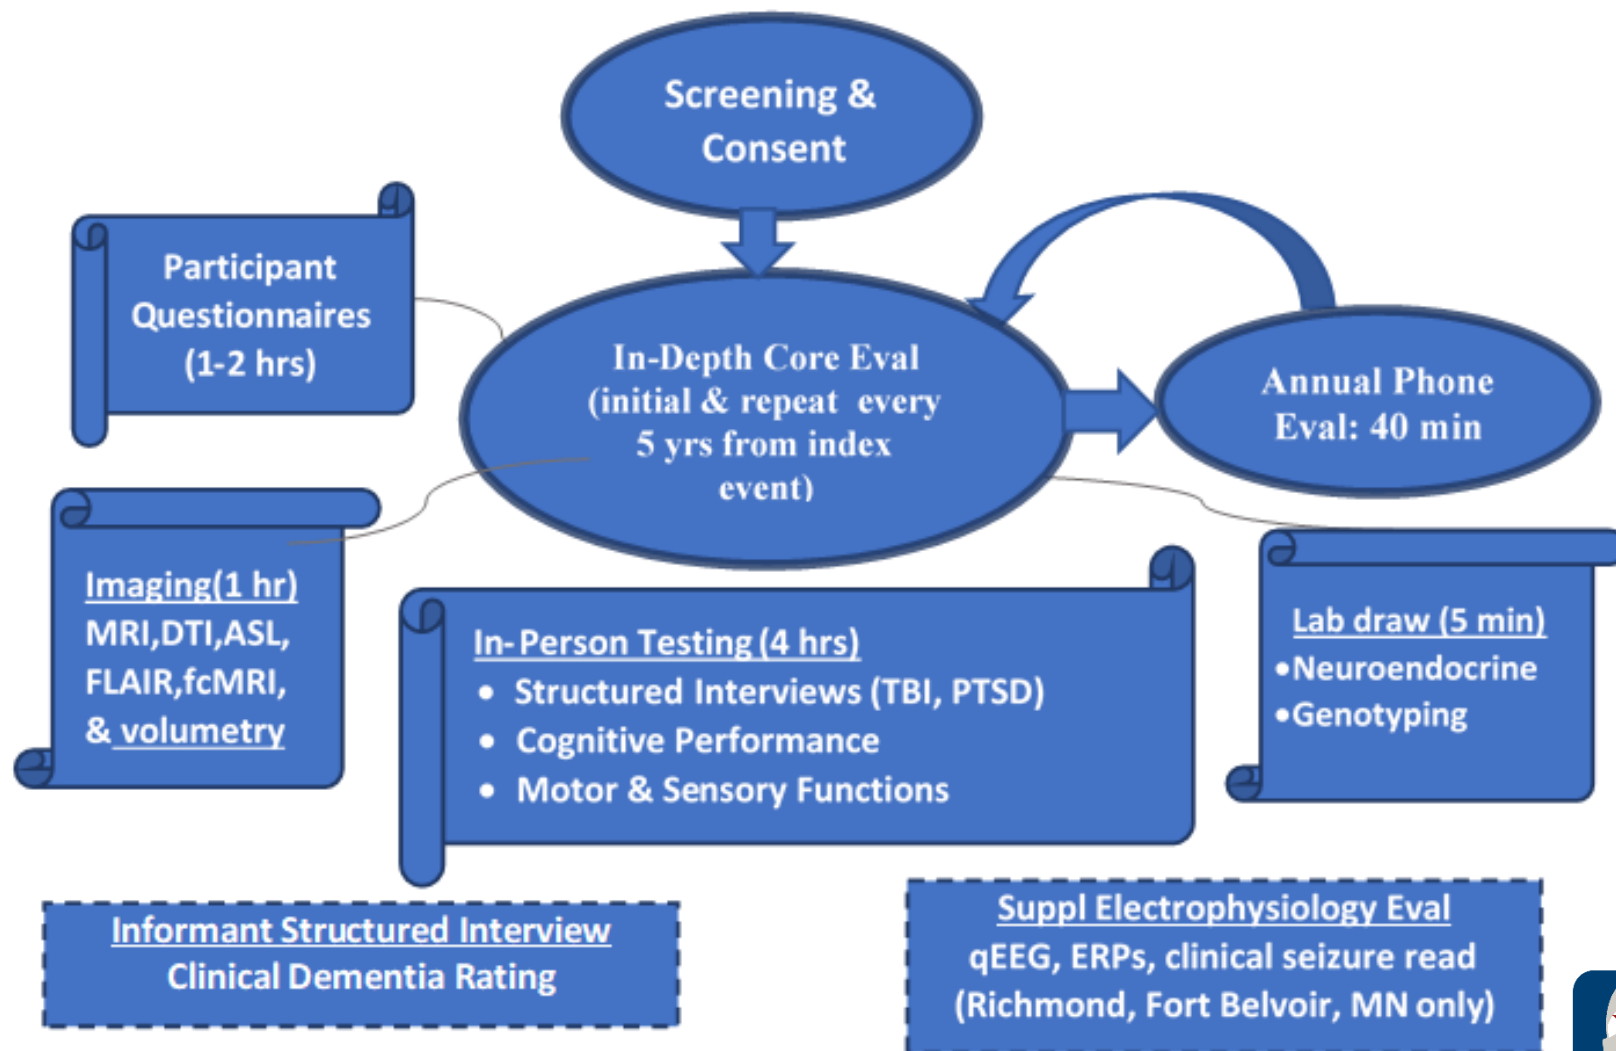 Screening &
Consent
Participant
Questionnaires
(1-2 hrs)
In-Depth Core Eval
(initial & repeat every
5 yrs from index
event)
Annual Phone
Eval: 40 min
Imaging(1 hr)
MRI,DTI,ASL,
FLAIR,fcMRI,
& volumetry
In-Person Testing (4 hrs)
• Structured Interviews (TBI, PTSD)
• Cognitive Performance
• Motor & Sensory Functions
Lab draw (5 min)
•Neuroendocrine
•Genotyping
Informant Structured Interview
Clinical Dementia Rating
Suppl Electrophysiology Eval
qEEG, ERPs, clinical seizure read
(Richmond, Fort Belvoir, MN only)